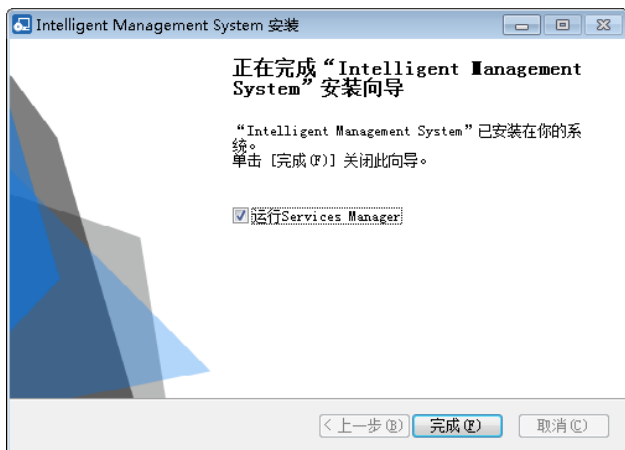 Intelligent Management System 安装
正在完成“Intelligent Management
System”安装向导
“Intelligent Management System”已安装在你的系
统。
单击 [完成(F)] 关闭此向导。
运行Services Manager
< 上一步(B)
完成(F)
取消(C)